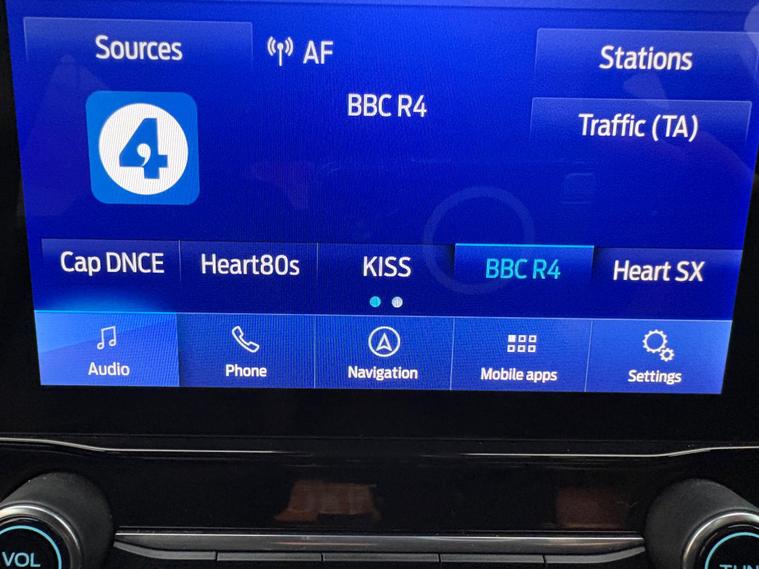 Sources
AF
Stations
BBC R4
Traffic (TA)
4
Cap DNCE
Heart80s
KISS
BBC R4
Heart SX
Audio
Phone
Navigation
Mobile apps
Settings
VOL